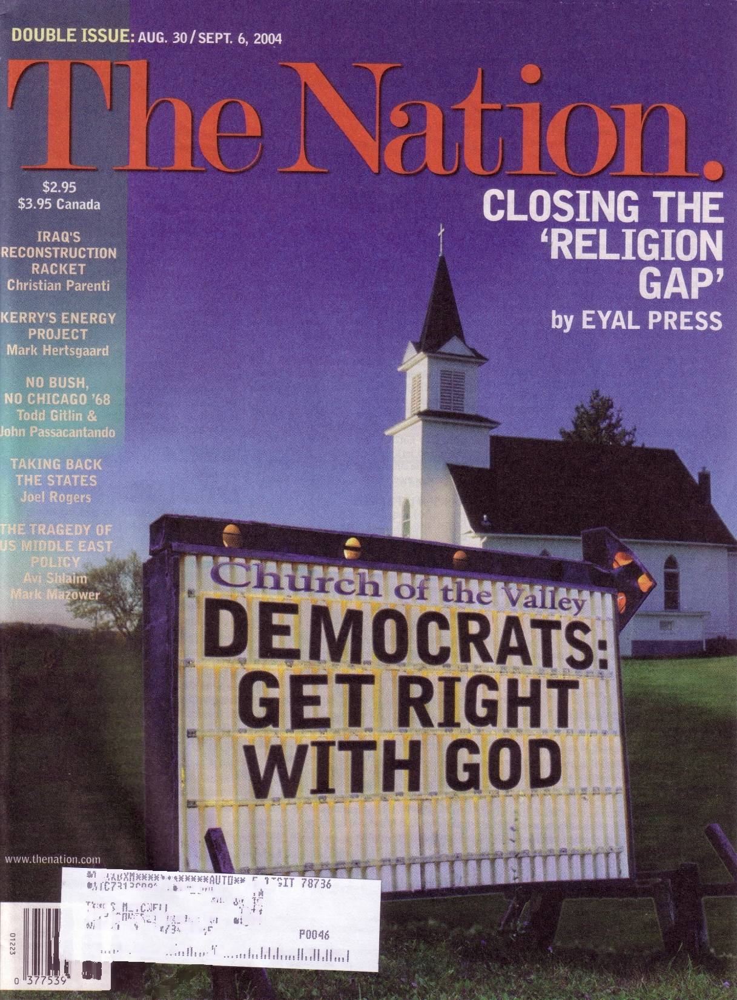 DOUBLE ISSUE: AUG. 30/SEPT. 6, 2004
The Nation.
$2.95
$3.95 Canada
IRAQ'S
RECONSTRUCTION
RACKET
Christian Parenti
KERRY'S ENERGY
PROJECT
Mark Hertsgaard
NO BUSH,
NO CHICAGO '68
Todd Gitlin &
John Passacantando
TAKING BACK
THE STATES
Joel Rogers
THE TRAGEDY OF
US MIDDLE EAST
POLICY
Avi Shlaim
Mark Mazower
CLOSING THE
‘RELIGION
GAP’
by EYAL PRESS
Church of the Valley
DEMOCRATS:
GET RIGHT
WITH GOD
www.thenation.com
78736
P0046
01223
0 377539